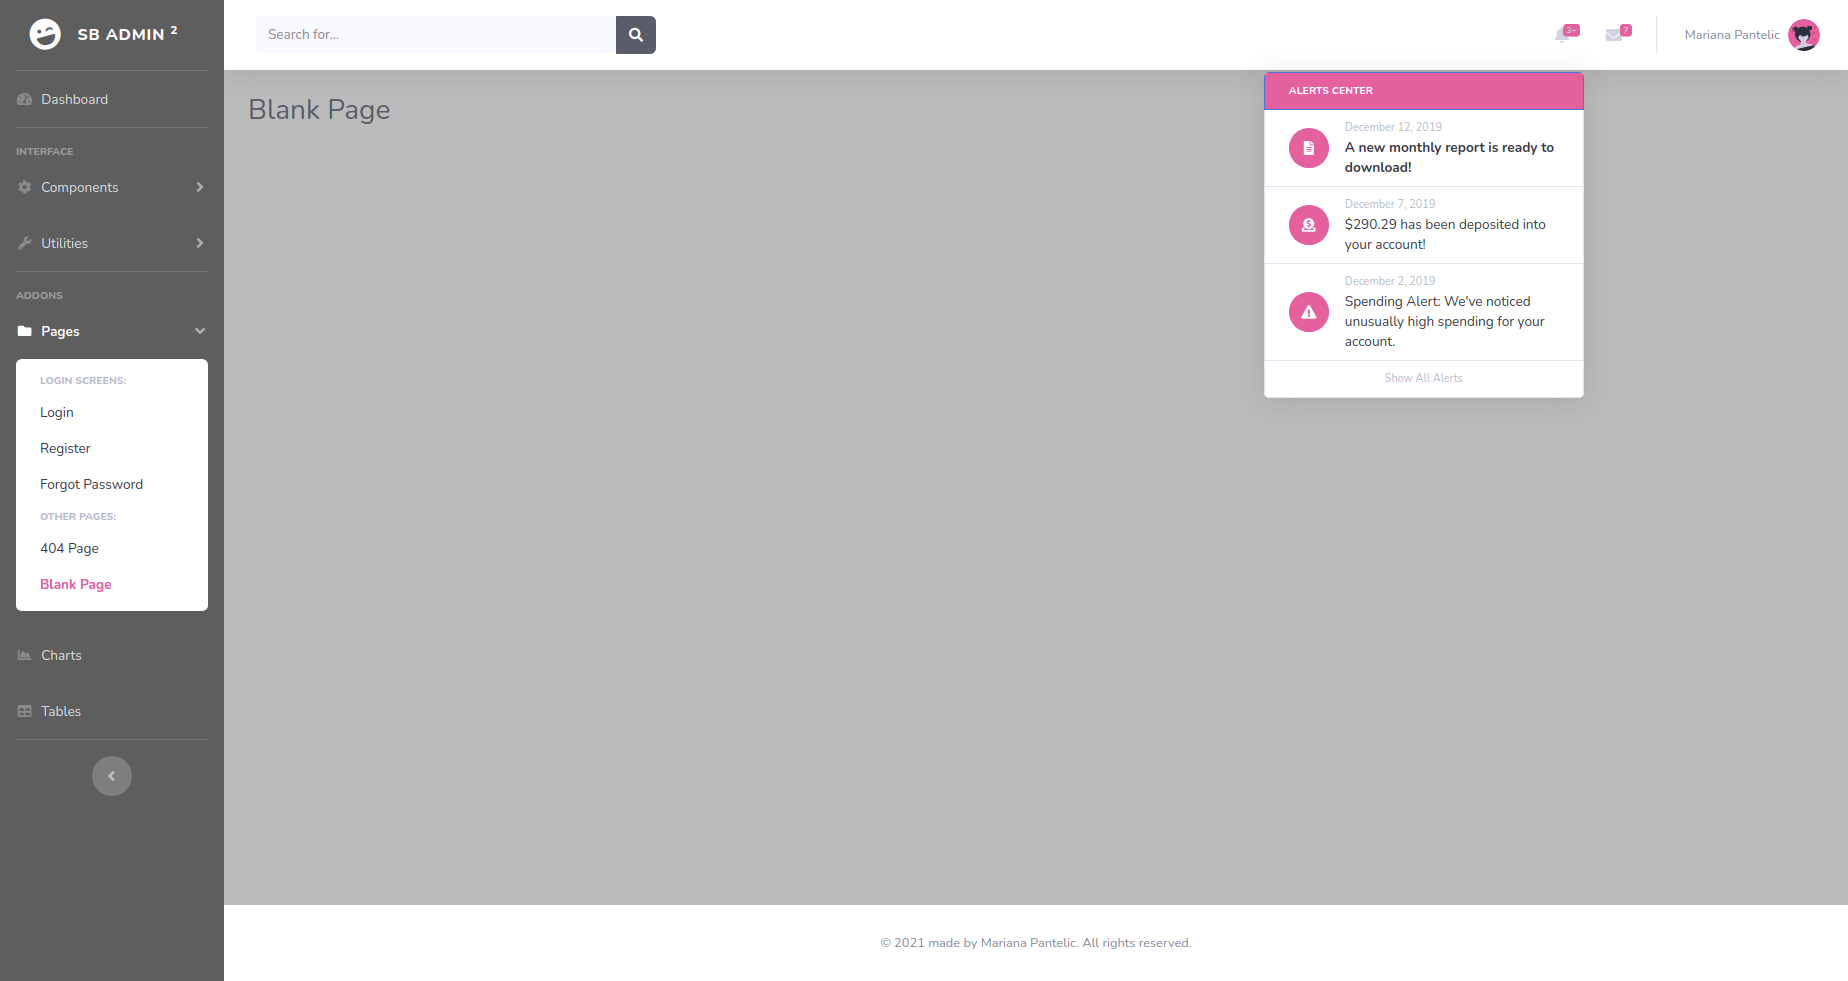 SB ADMIN 2
Dashboard
INTERFACE
Components
Utilities
ADDONS
Pages
LOGIN SCREENS:
Login
Register
Forgot Password
OTHER PAGES:
404 Page
Blank Page
Charts
Tables
Search for...
3+
7
Mariana Pantelic
Blank Page
ALERTS CENTER
December 12, 2019
A new monthly report is ready to
download!
December 7, 2019
$290.29 has been deposited into
your account!
December 2, 2019
Spending Alert: We've noticed
unusually high spending for your
account.
Show All Alerts
© 2021 made by Mariana Pantelic. All rights reserved.